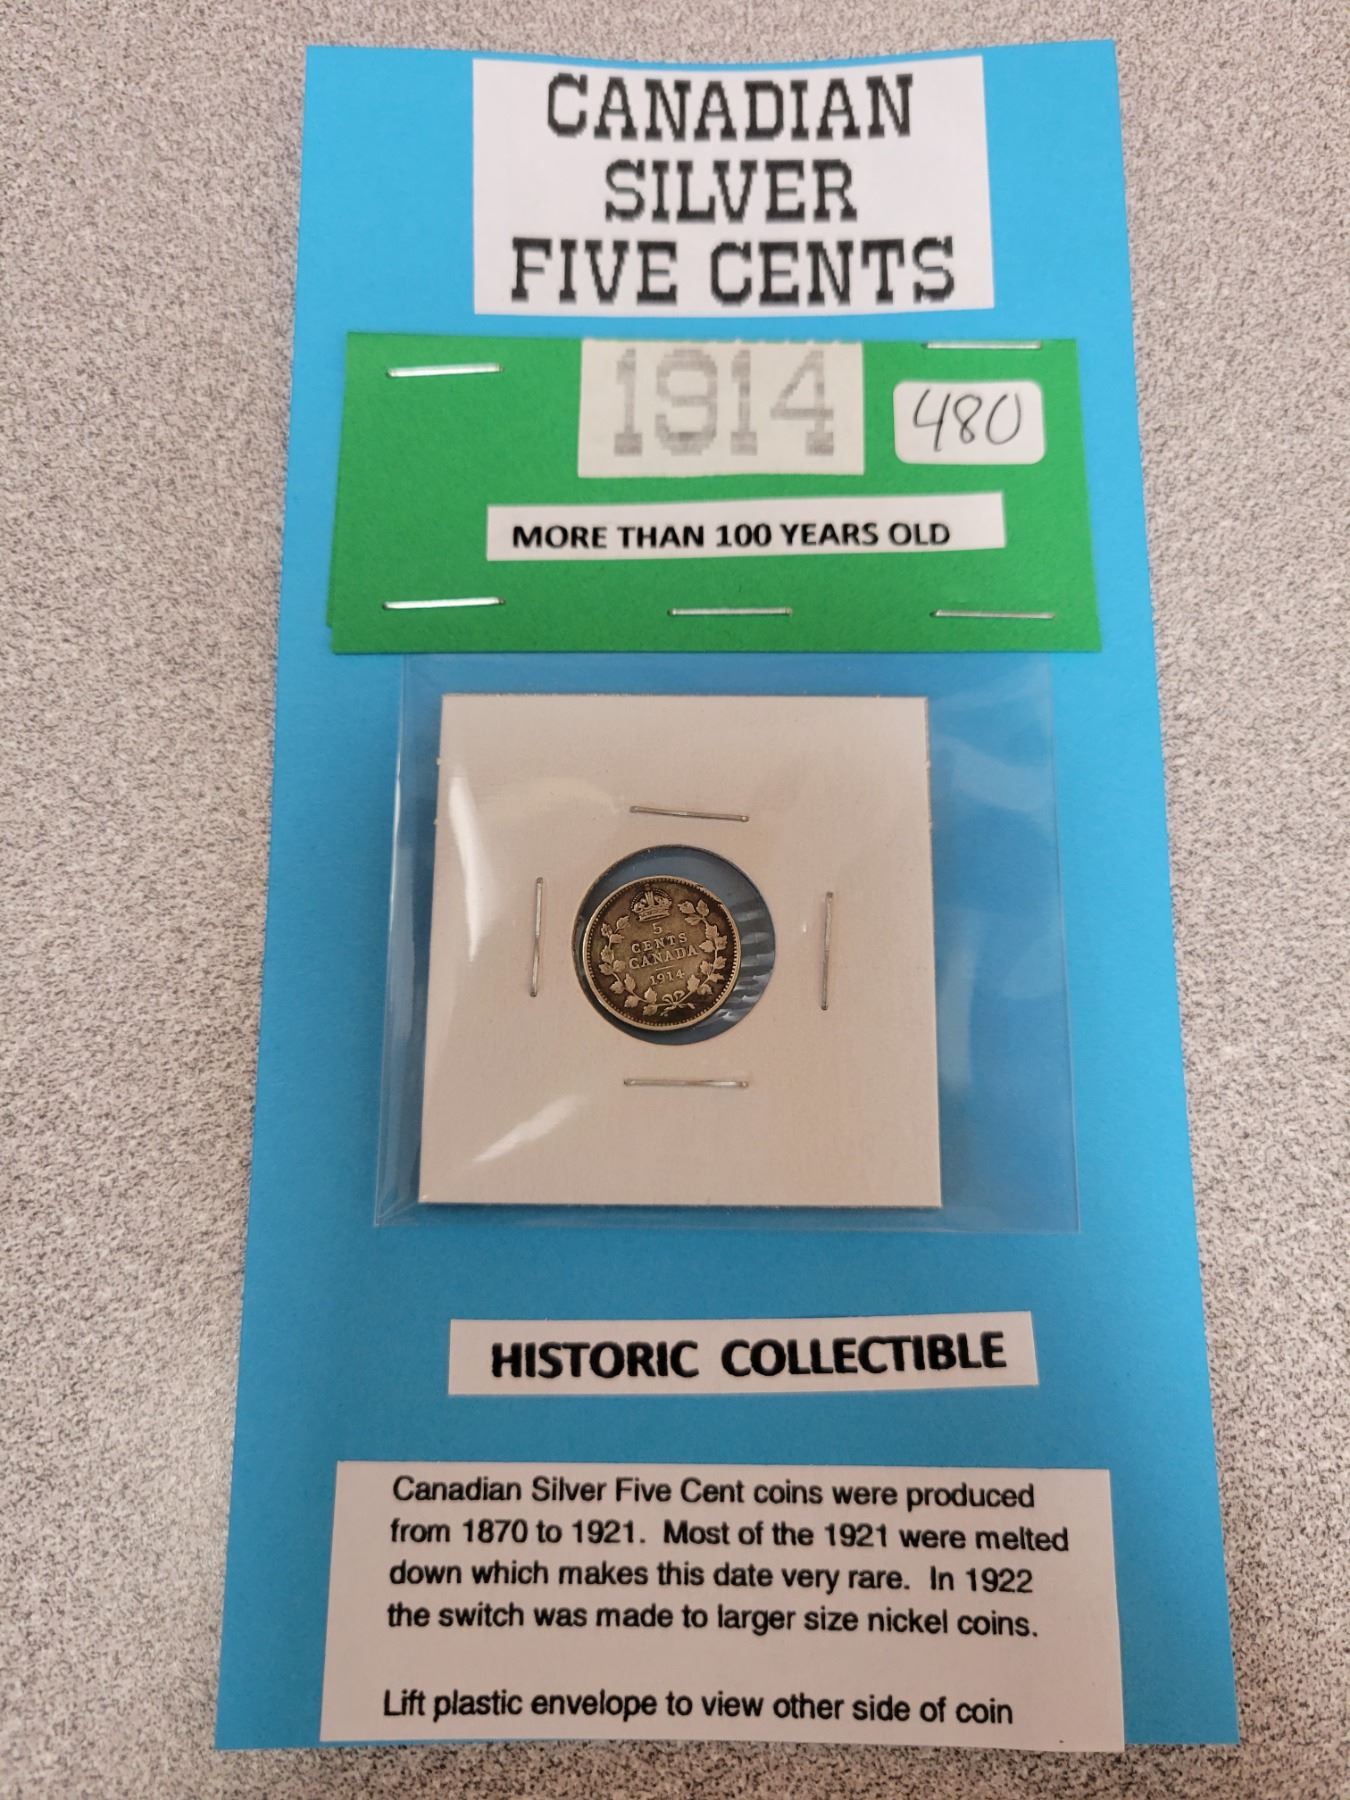 CANADIAN
SILVER
FIVE CENTS
1914
480
MORE THAN 100 YEARS OLD
5
CENTS
CANADA
1914
HISTORIC COLLECTIBLE
Canadian Silver Five Cent coins were produced
from 1870 to 1921. Most of the 1921 were melted
down which makes this date very rare. In 1922
the switch was made to larger size nickel coins.
Lift plastic envelope to view other side of coin